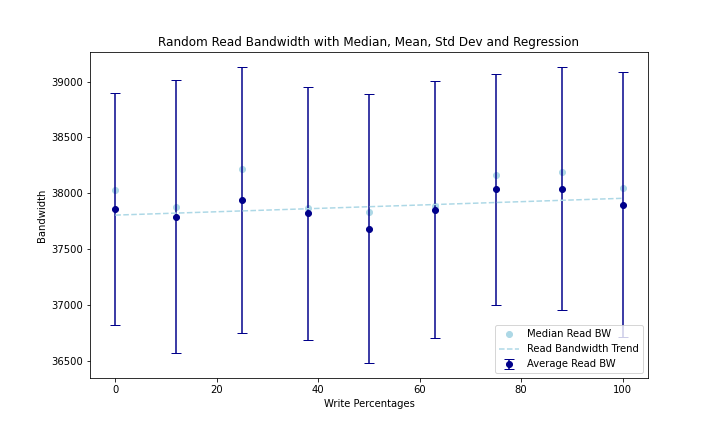 Random Read Bandwidth with Median, Mean, Std Dev and Regression
39000
38500
38000
37500
37000
36500
Bandwidth
Median Read BW
Read Bandwidth Trend
Average Read BW
0
20
40
60
80
100
Write Percentages